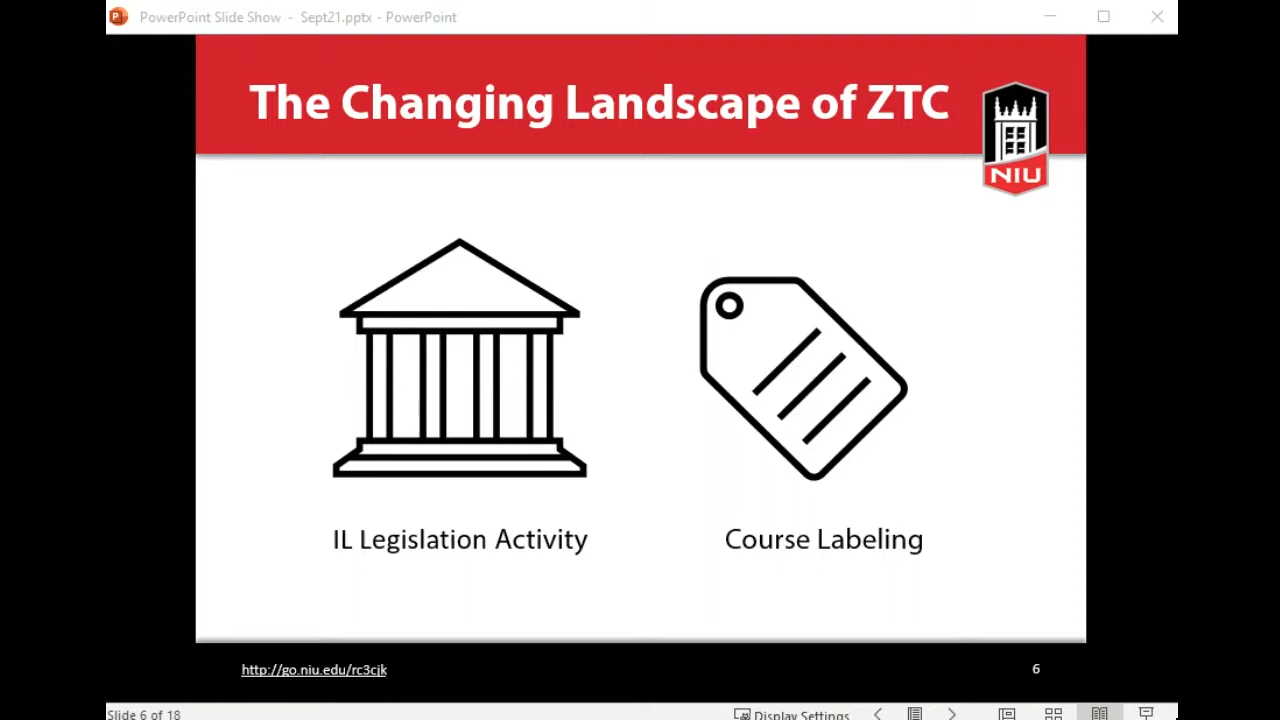 PowerPoint Slide Show - Sept21.pptx - PowerPoint
The Changing Landscape of ZTC
NIU
IL Legislation Activity
Course Labeling
http://go.niu.edu/rc3cjk
6
Slide 6 of 18
Display Settings